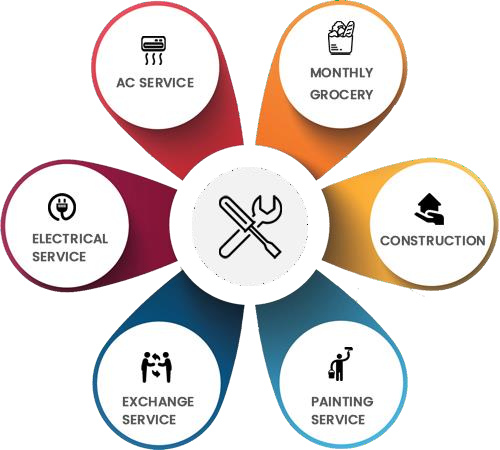 AC SERVICE
MONTHLY
GROCERY
ELECTRICAL
SERVICE
CONSTRUCTION
EXCHANGE
SERVICE
PAINTING
SERVICE